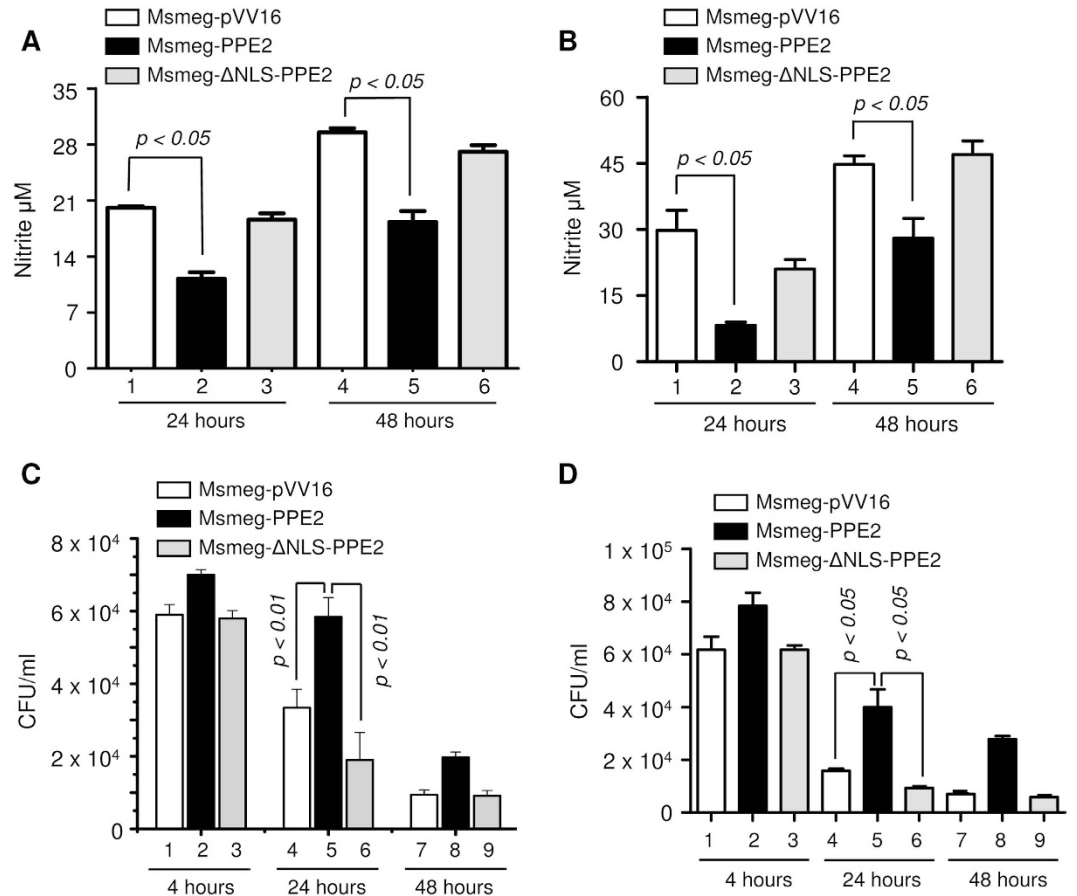 A
Msmeg-pVV16
Msmeg-PPE2
Msmeg-ΔNLS-PPE2
Nitrite µM
35
28
21
14
7
0
p < 0.05
p < 0.05
1 2 3 4 5 6
24 hours 48 hours
B
Msmeg-pVV16
Msmeg-PPE2
Msmeg-ΔNLS-PPE2
Nitrite µM
60
45
30
15
0
p < 0.05
p < 0.05
1 2 3 4 5 6
24 hours 48 hours
C
Msmeg-pVV16
Msmeg-PPE2
Msmeg-ΔNLS-PPE2
CFU/ml
8 x 10⁴
6 x 10⁴
4 x 10⁴
2 x 10⁴
0
p < 0.01
p < 0.01
1 2 3 4 5 6 7 8 9
4 hours 24 hours 48 hours
D
Msmeg-pVV16
Msmeg-PPE2
Msmeg-ΔNLS-PPE2
CFU/ml
1 x 10⁵
8 x 10⁴
6 x 10⁴
4 x 10⁴
2 x 10⁴
0
p < 0.05
p < 0.05
1 2 3 4 5 6 7 8 9
4 hours 24 hours 48 hours